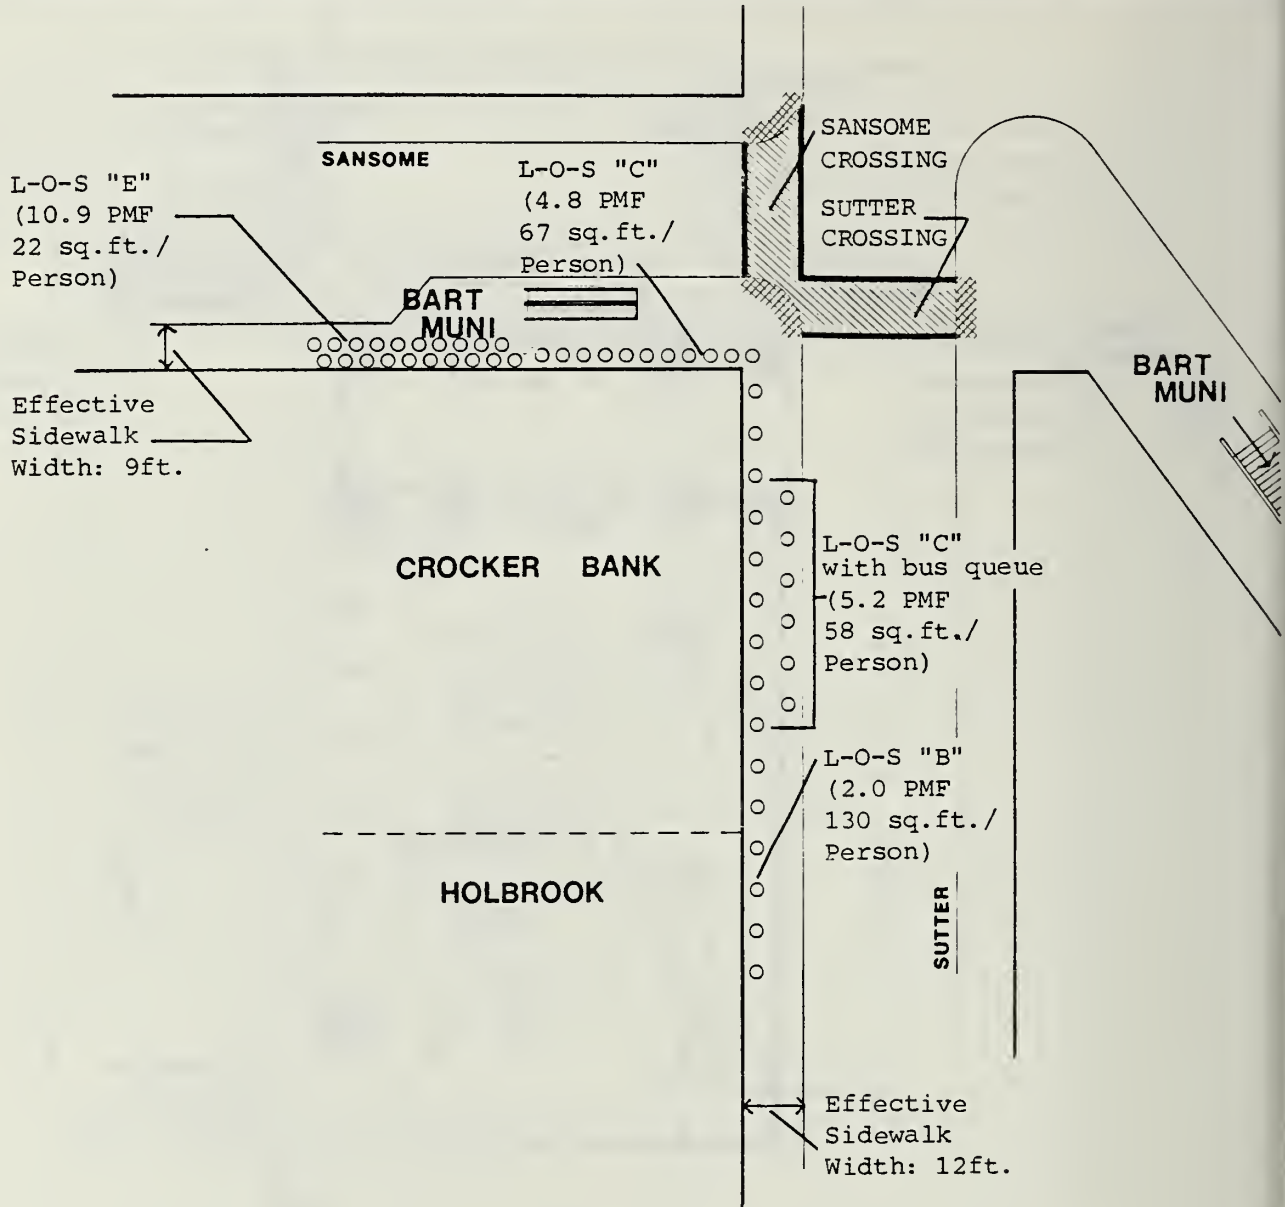 SANSOME
CROSSING
SANSOME
L-O-S "C"
(4.8 PMF
67 sq.ft./
Person)
L-O-S "E"
(10.9 PMF
22 sq.ft./
Person)
SUTTER
CROSSING
BART
MUNI
BART
MUNI
Effective
Sidewalk
Width: 9ft.
CROCKER BANK
L-O-S "C"
with bus queue
(5.2 PMF
58 sq.ft./
Person)
L-O-S "B"
(2.0 PMF
130 sq.ft./
Person)
HOLBROOK
SUTTER
Effective
Sidewalk
Width: 12ft.